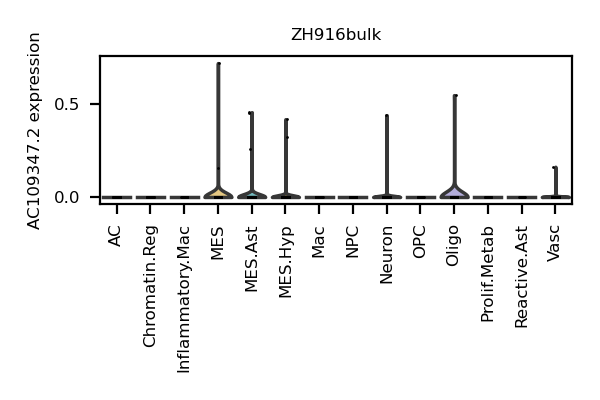 ZH916bulk
AC109347.2 expression
0.5
0.0
AC
Chromatin.Reg
Inflammatory.Mac
MES
MES.Ast
MES.Hyp
Mac
NPC
Neuron
OPC
Oligo
Prolif.Metab
Reactive.Ast
Vasc